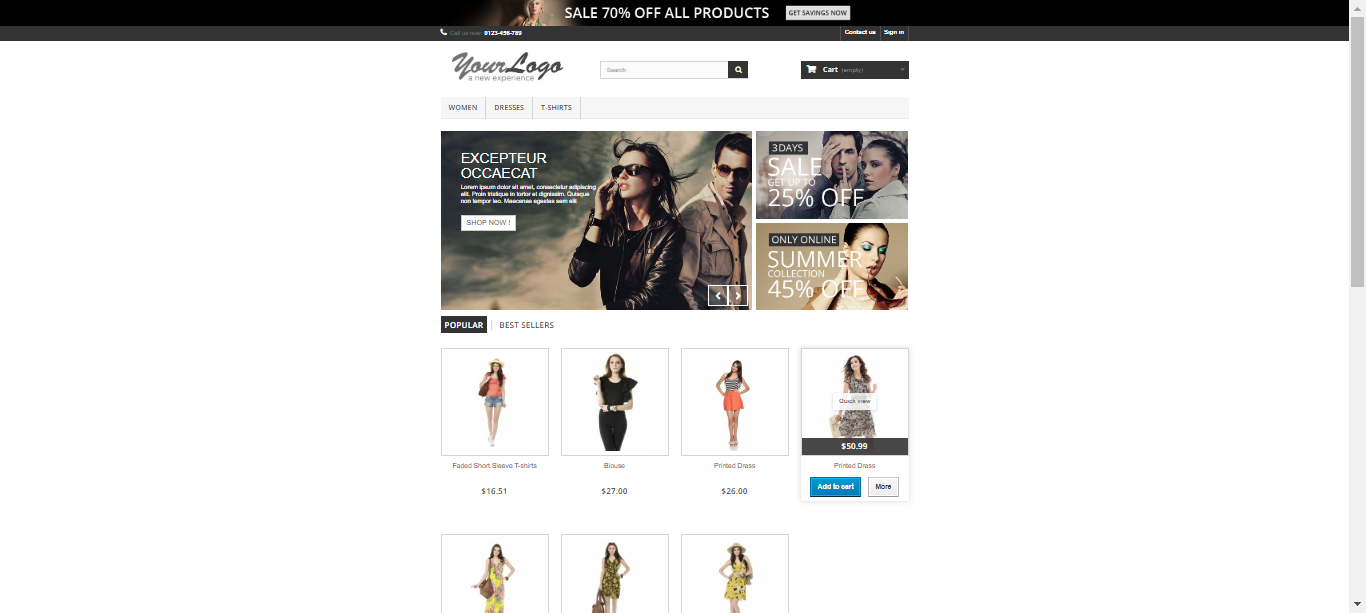 SALE 70% OFF ALL PRODUCTS
GET SAVINGS NOW
Call us now: 0123-456-789
Contact us
Sign in
YourLogo
a new experience
Search
Cart (empty)
WOMEN
DRESSES
T-SHIRTS
EXCEPTEUR
OCCAECAT
Lorem ipsum dolor sit amet, consectetur adipiscing
elit. Proin tristique in tortor et dignissim. Quisque
non tempor leo. Maecenas egestas sem elit
SHOP NOW !
3DAYS
SALE
GET UP TO
25% OFF
ONLY ONLINE
SUMMER
COLLECTION
45% OFF
POPULAR
BEST SELLERS
Quick view
$50.99
Faded Short Sleeve T-shirts
Blouse
Printed Dress
Printed Dress
$16.51
$27.00
$26.00
Add to cart
More